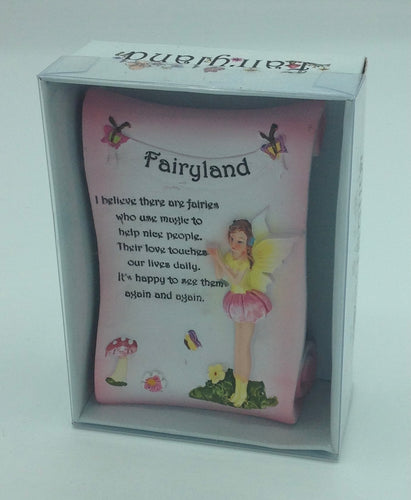 Fairyland
Fairyland
I believe there are fairies
who use music to
help nice people.
Their love touches
our lives daily.
It's happy to see them
again and again.